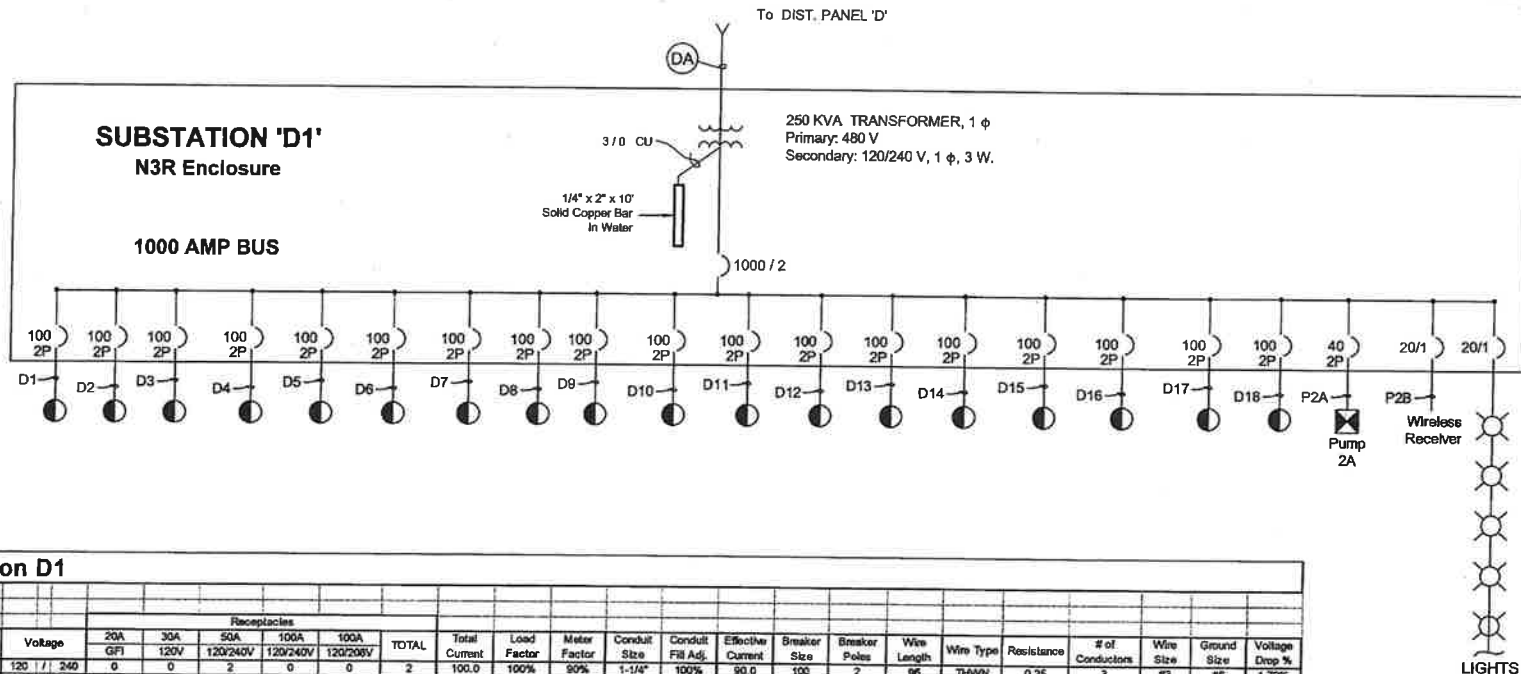 To DIST. PANEL 'D'
DA
SUBSTATION 'D1'
N3R Enclosure
250 KVA TRANSFORMER, 1 ϕ
Primary: 480 V
Secondary: 120/240 V, 1 ϕ, 3 W.
3/0 CU
1/4" x 2" x 10'
Solid Copper Bar
In Water
1000 AMP BUS
1000 / 2
100 100 100 100 100 100 100 100 100 100 100 100 100 100 100 100 100 100 40 20/1 20/1
2P 2P 2P 2P 2P 2P 2P 2P 2P 2P 2P 2P 2P 2P 2P 2P 2P 2P 2P
D1 D2 D3 D4 D5 D6 D7 D8 D9 D10 D11 D12 D13 D14 D15 D16 D17 D18 P2A P2B
Pump
2A
Wireless
Receiver
LIGHTS
on D1
Receptacles
Voltage 20A GFI 30A 120V 50A 120/240V 100A 120/240V 100A 120/208V TOTAL Total Current Load Factor Meter Factor Conduit Size Conduit Fill Adj. Effective Current Breaker Size Breaker Poles Wire Length Wire Type Resistance # of Conductors Wire Size Ground Size Voltage Drop %
120 / 240 0 0 2 0 0 2 100.0 100% 90% 1-1/4" 100% 90.0 100 2 95 THWN 0.25 3